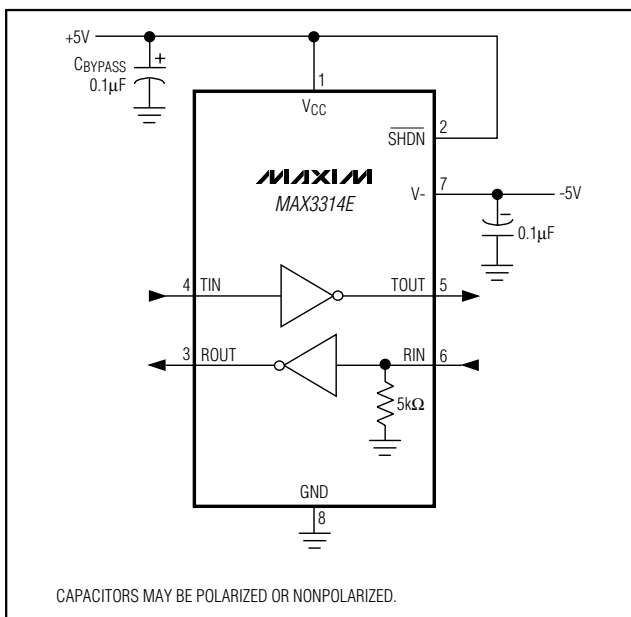 +5V
CBYPASS
0.1µF
+
1
VCC
2
SHDN
MAXIM
MAX3314E
7
V-
-5V
−
0.1µF
4
TIN
TOUT
5
3
ROUT
RIN
6
5kΩ
GND
8
CAPACITORS MAY BE POLARIZED OR NONPOLARIZED.